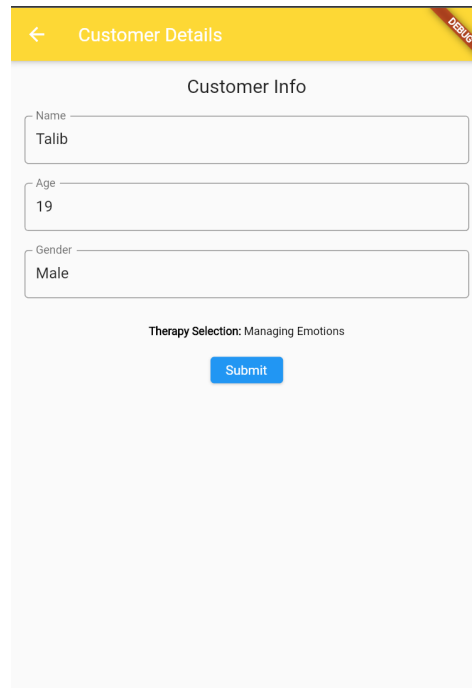 Customer Details
DEBUG
Customer Info
Name
Talib
Age
19
Gender
Male
Therapy Selection: Managing Emotions
Submit